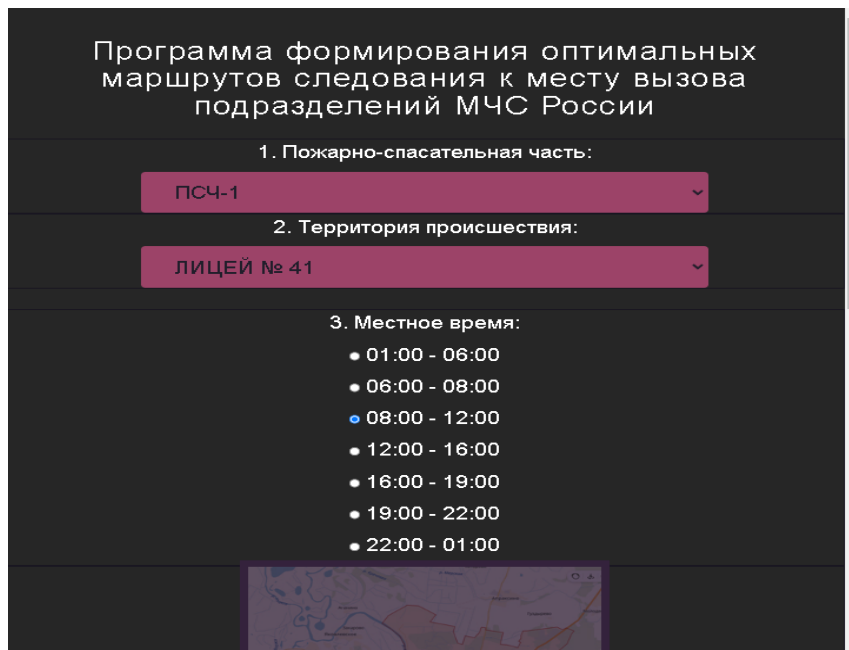 Программа формирования оптимальных
маршрутов следования к месту вызова
подразделений МЧС России
1. Пожарно-спасательная часть:
ПСЧ-1
2. Территория происшествия:
ЛИЦЕЙ № 41
3. Местное время:
01:00 - 06:00
06:00 - 08:00
08:00 - 12:00
12:00 - 16:00
16:00 - 19:00
19:00 - 22:00
22:00 - 01:00